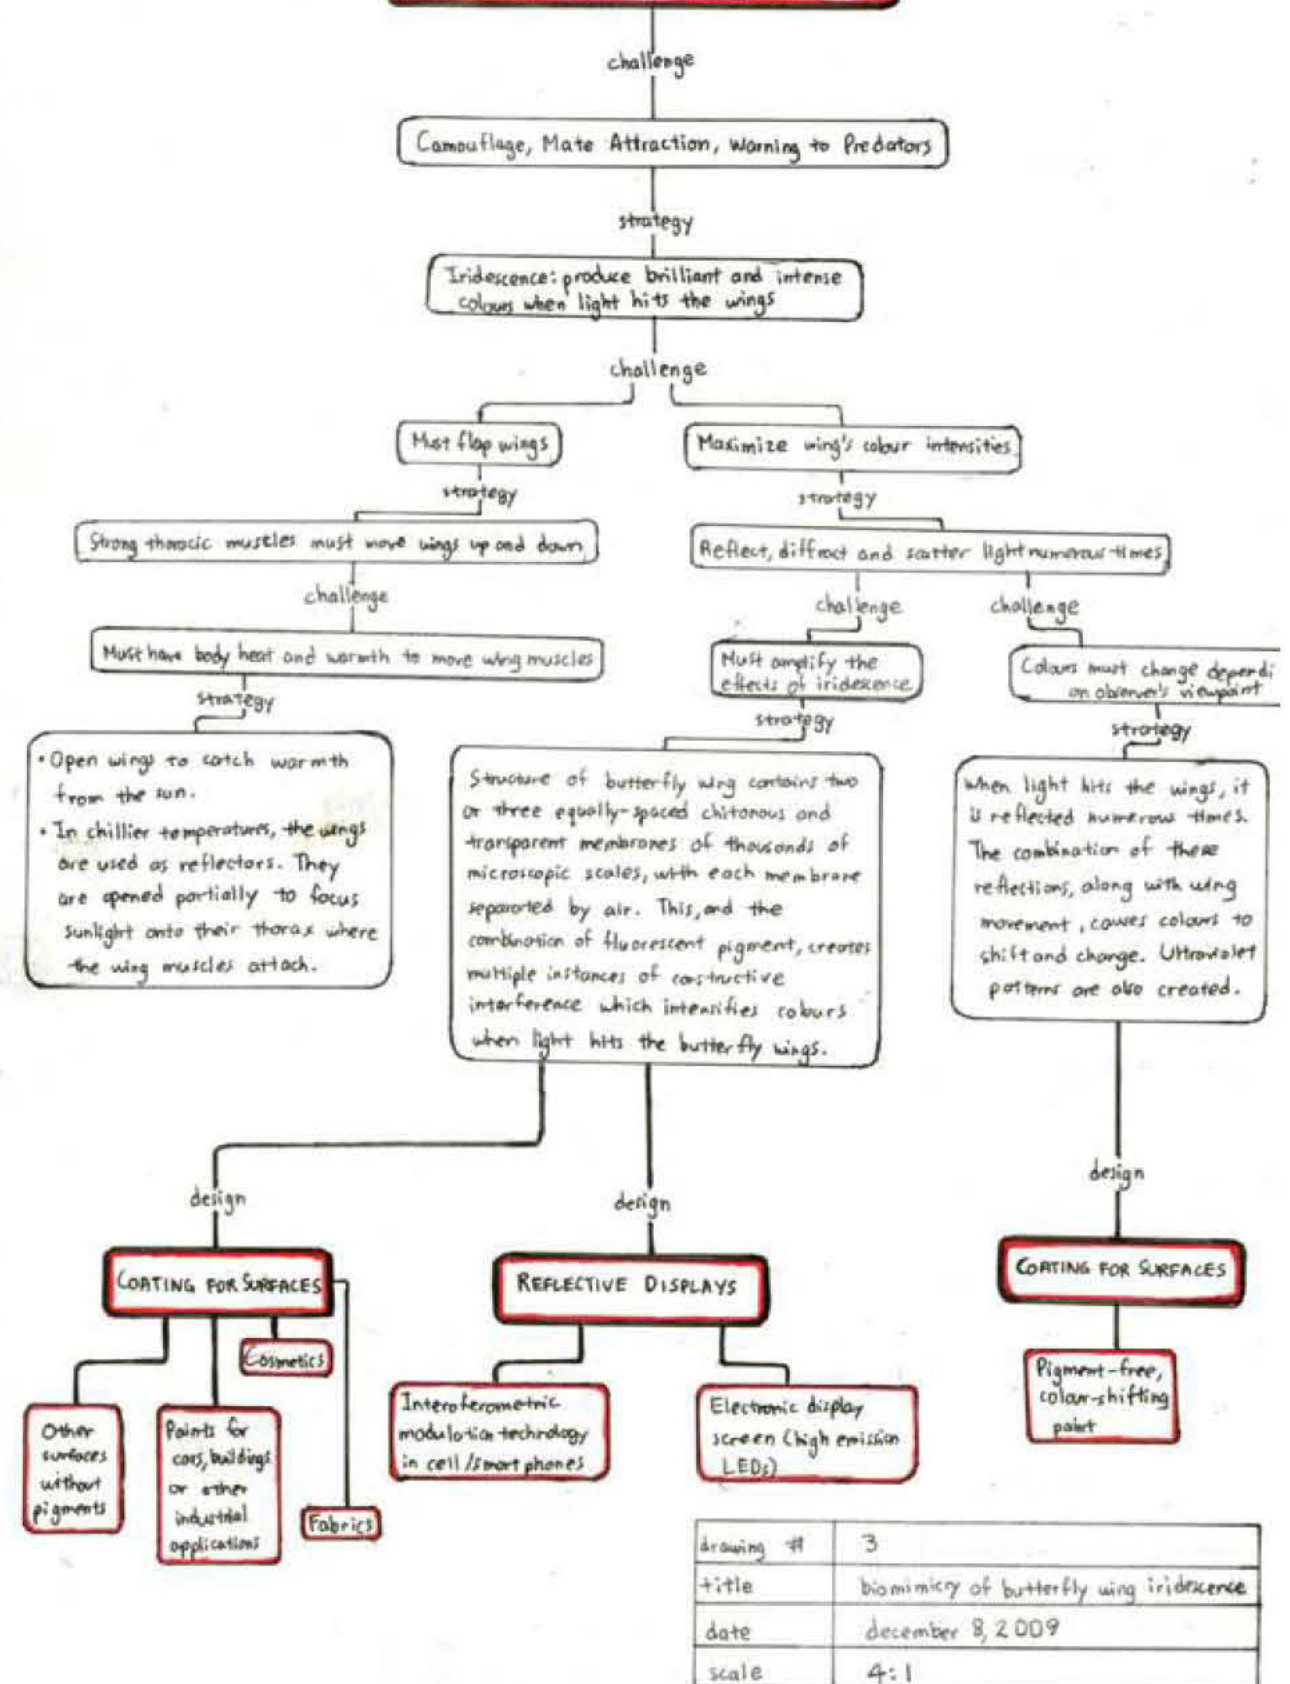 challenge
Camouflage, Mate Attraction, Warning to Predators
strategy
Iridescence: produce brilliant and intense
colours when light hits the wings
challenge
Must flap wings
Maximize wing's colour intensities
strategy
strategy
Strong thoracic muscles must move wings up and down
Reflect, diffract and scatter light numerous times
challenge
challenge
challenge
Must have body heat and warmth to move wing muscles
Must amplify the
effects of iridescence
Colours must change dependi
on observer's viewpoint
strategy
strategy
strategy
• Open wings to catch warmth
from the sun.
• In chillier temperatures, the wings
are used as reflectors. They
are opened partially to focus
sunlight onto their thorax where
the wing muscles attach.
Structure of butterfly wing contains two
or three equally-spaced chitonous and
transparent membranes of thousands of
microscopic scales, with each membrane
separated by air. This, and the
combination of fluorescent pigment, creates
multiple instances of constructive
interference which intensifies colours
when light hits the butterfly wings.
When light hits the wings, it
is reflected numerous times.
The combination of these
reflections, along with wing
movement, causes colours to
shift and change. Ultraviolet
patterns are also created.
design
design
design
COATING FOR SURFACES
REFLECTIVE DISPLAYS
COATING FOR SURFACES
Cosmetics
Other
surfaces
without
pigments
Paints for
cars, buildings
or other
industrial
applications
Fabrics
Interoferometric
modulation technology
in cell/smart phones
Electronic display
screen (high emission
LEDs)
Pigment-free,
colour-shifting
paint
drawing # 3
title biomimicry of butterfly wing iridescence
date december 8, 2009
scale 4:1